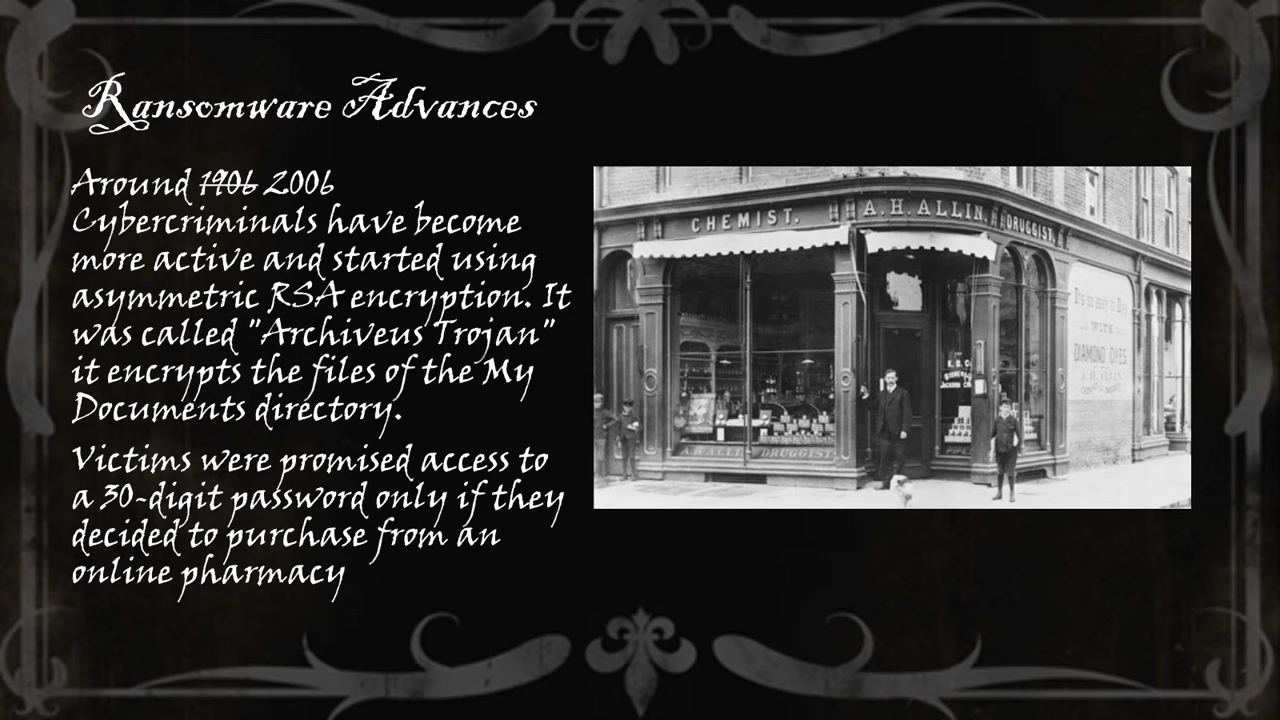 Ransomware Advances
Around 1906 2006
Cybercriminals have become
more active and started using
asymmetric RSA encryption. It
was called "Archiveus Trojan"
it encrypts the files of the My
Documents directory.
Victims were promised access to
a 30-digit password only if they
decided to purchase from an
online pharmacy
CHEMIST. A.H.ALLIN. DRUGGIST.
WITH
DIAMOND DYES
DRUGGIST